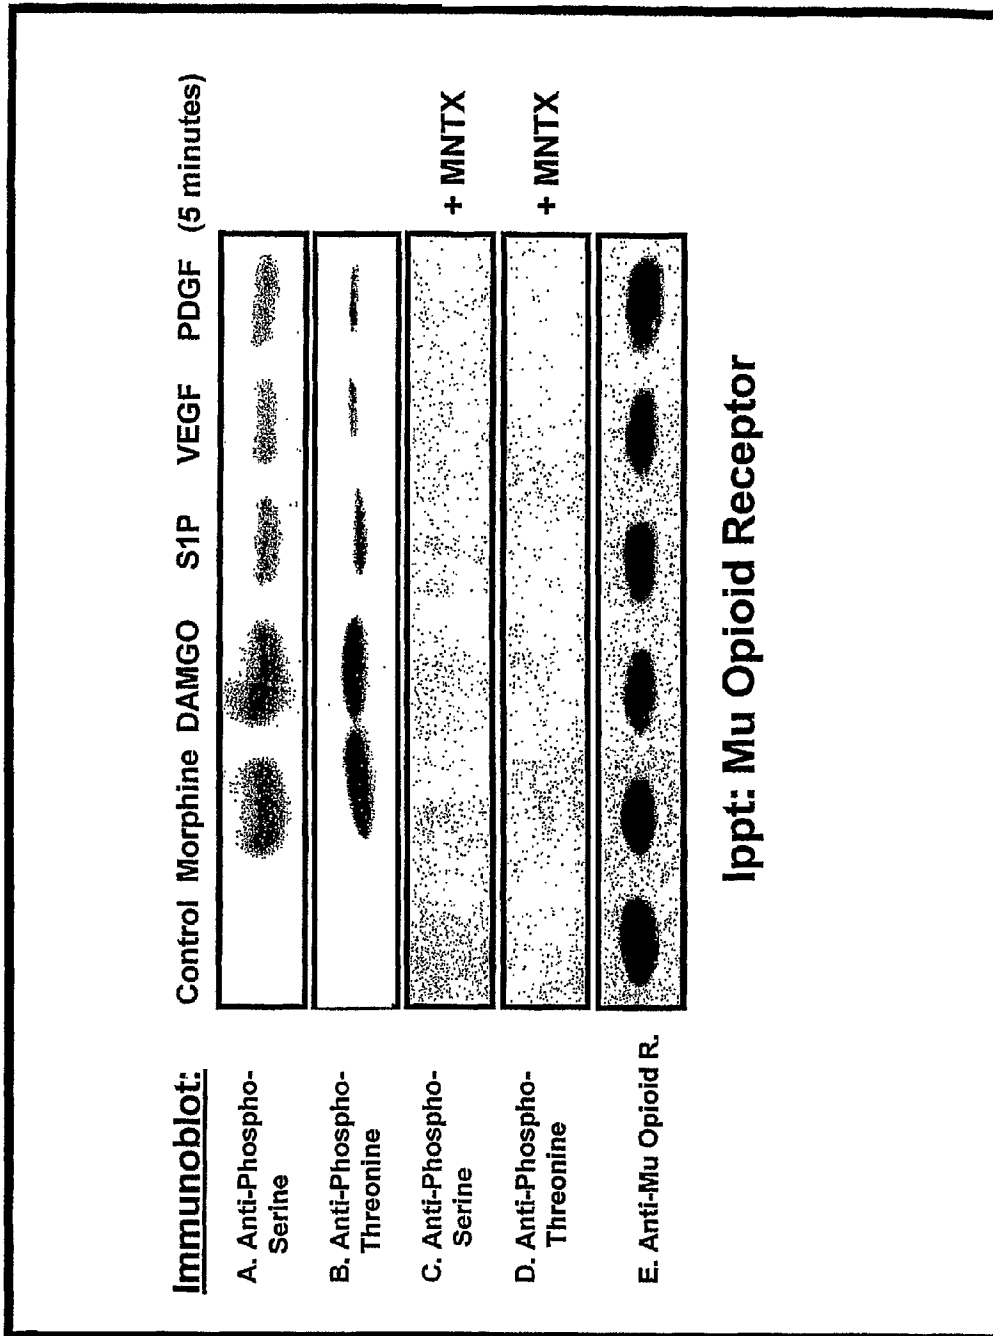 Control Morphine DAMGO S1P VEGF PDGF (5 minutes)
Immunoblot:
A. Anti-Phospho-
Serine
B. Anti-Phospho-
Threonine
C. Anti-Phospho-
Serine
+ MNTX
D. Anti-Phospho-
Threonine
+ MNTX
E. Anti-Mu Opioid R.
Ippt: Mu Opioid Receptor